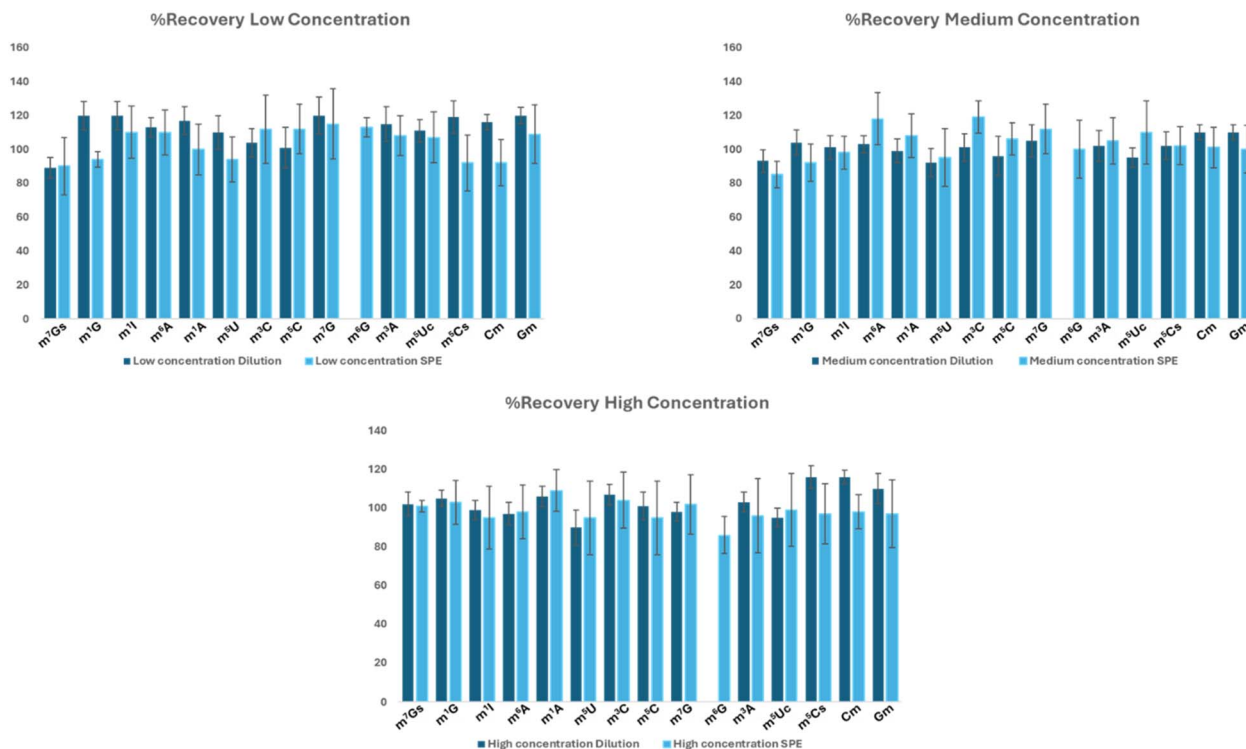 %Recovery Low Concentration
160
140
120
100
80
60
40
20
0
m⁷Gs m¹G m¹I m⁶A m¹A m⁵U m³C m⁵C m⁷G m⁶G m³A m⁵Uc m⁵Cs Cm Gm
Low concentration Dilution Low concentration SPE
%Recovery Medium Concentration
160
140
120
100
80
60
40
20
0
m⁷Gs m¹G m¹I m⁶A m¹A m⁵U m³C m⁵C m⁷G m⁶G m³A m⁵Uc m⁵Cs Cm Gm
Medium concentration Dilution Medium concentration SPE
%Recovery High Concentration
140
120
100
80
60
40
20
0
m⁷Gs m¹G m¹I m⁶A m¹A m⁵U m³C m⁵C m⁷G m⁶G m³A m⁵Uc m⁵Cs Cm Gm
High concentration Dilution High concentration SPE